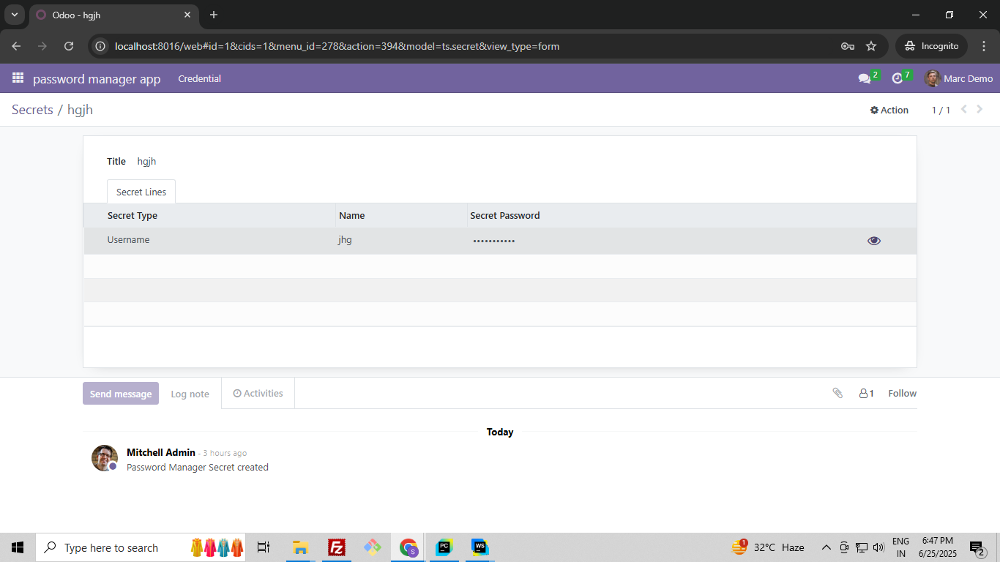 Odoo - hgjh
localhost:8016/web#id=1&cids=1&menu_id=278&action=394&model=ts.secret&view_type=form
Incognito
password manager app Credential 2 7 Marc Demo
Secrets / hgjh Action 1 / 1
Title hgjh
Secret Lines
Secret Type Name Secret Password
Username jhg •••••••••••
Send message Log note Activities 1 Follow
Today
Mitchell Admin - 3 hours ago
Password Manager Secret created
Type here to search
FZ
S
PC
WS
1
32°C Haze
ENG
IN
6:47 PM
6/25/2025
2